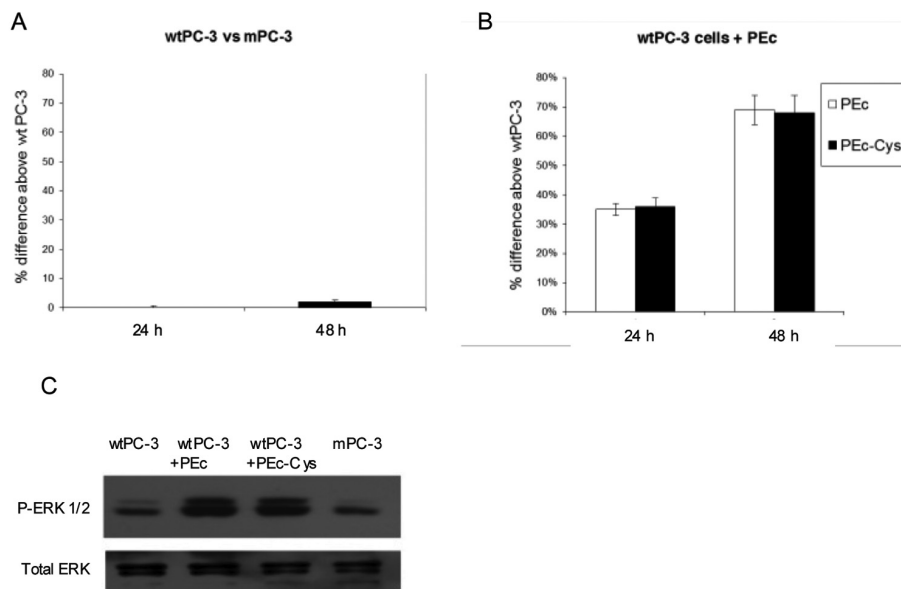 A
wtPC-3 vs mPC-3
% difference above wt PC-3
80
70
60
50
40
30
20
10
0
24 h
48 h
B
wtPC-3 cells + PEc
% difference above wtPC-3
80%
70%
60%
50%
40%
30%
20%
10%
0%
24 h
48 h
PEc
PEc-Cys
C
wtPC-3
wtPC-3
+PEc
wtPC-3
+PEc-Cys
mPC-3
P-ERK 1/2
Total ERK